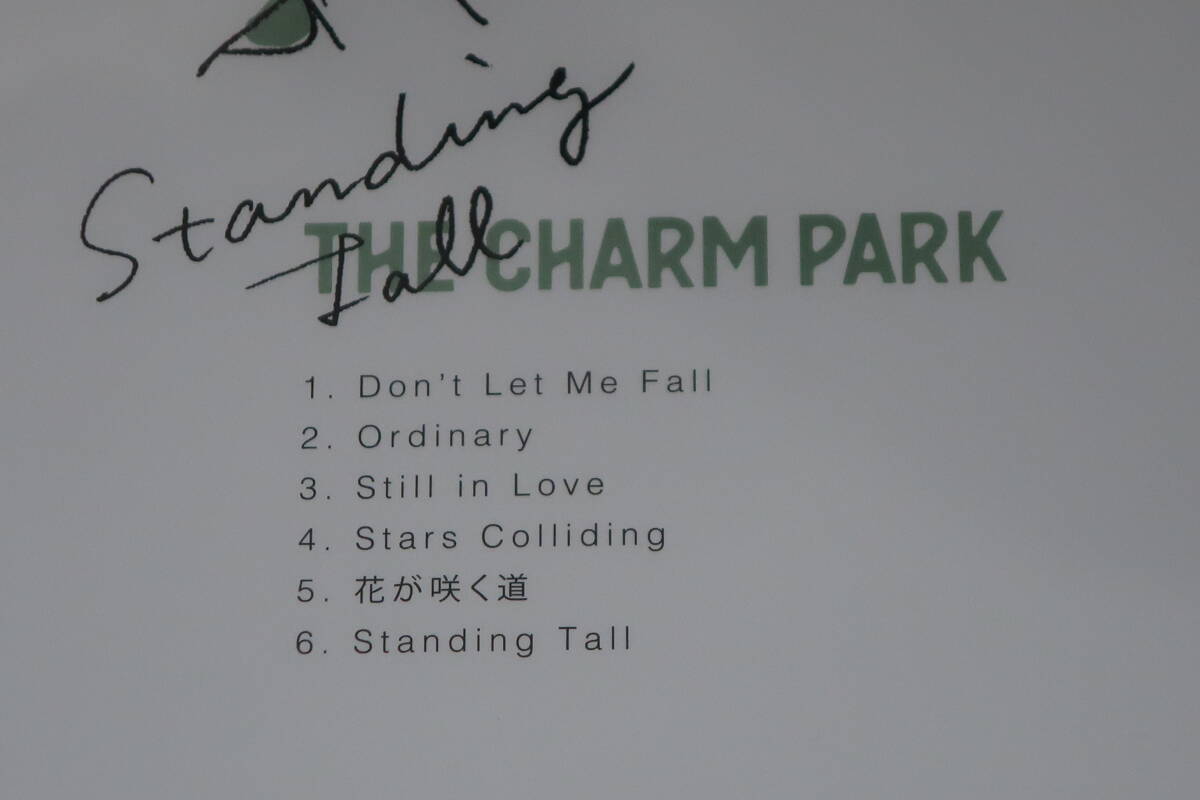 Standing
Tall
THE CHARM PARK
1. Don't Let Me Fall
2. Ordinary
3. Still in Love
4. Stars Colliding
5. 花が咲く道
6. Standing Tall